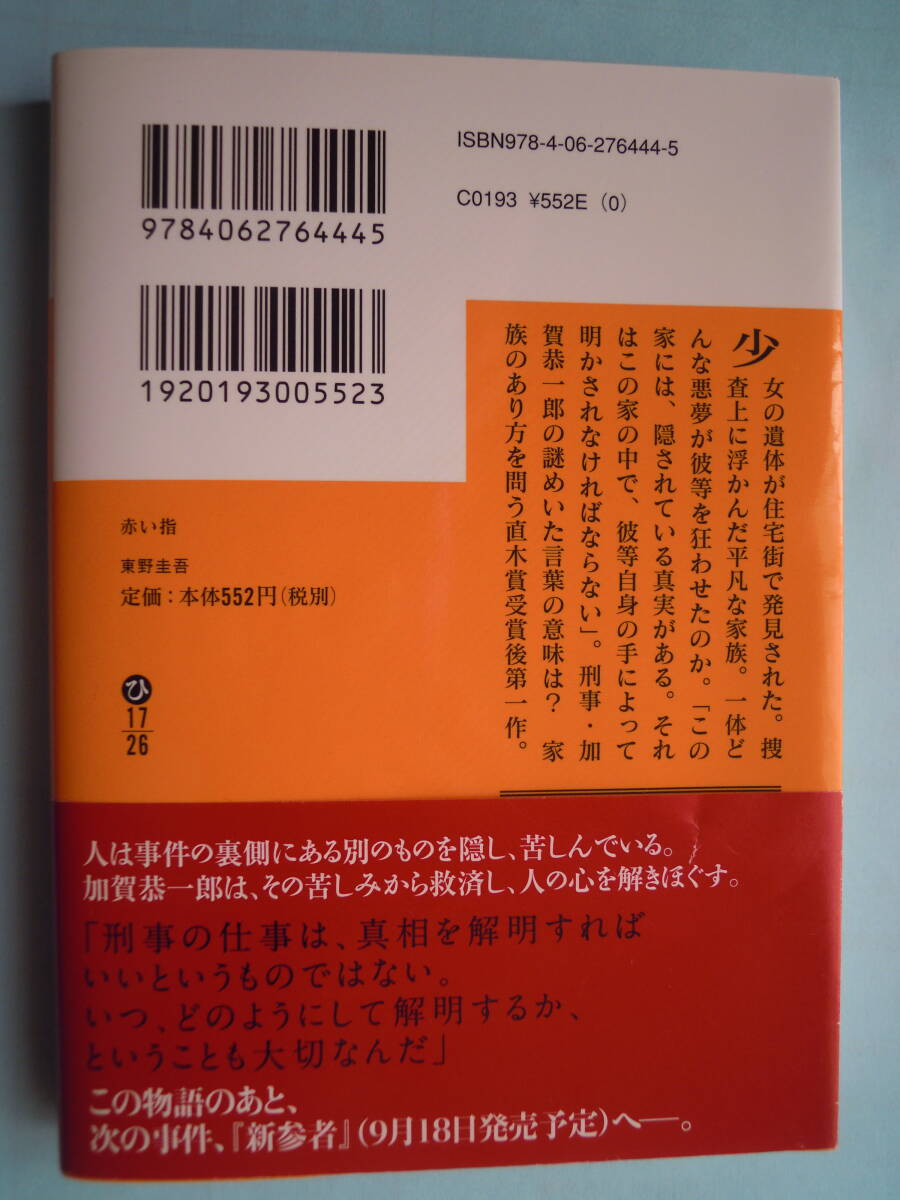 ISBN978-4-06-276444-5
C0193 ¥552E (0)
9784062764445
1920193005523
少女の遺体が住宅街で発見された。捜
査上に浮かんだ平凡な家族。一体ど
んな悪夢が彼等を狂わせたのか。「この
家には、隠されている真実がある。それ
はこの家の中で、彼等自身の手によって
明かされなければならない」。刑事・加
賀恭一郎の謎めいた言葉の意味は? 家
族のあり方を問う直木賞受賞後第一作。
赤い指
東野圭吾
定価:本体552円(税別)
ひ
17
26
人は事件の裏側にある別のものを隠し、苦しんでいる。
加賀恭一郎は、その苦しみから救済し、人の心を解きほぐす。
「刑事の仕事は、真相を解明すれば
いいというものではない。
いつ、どのようにして解明するか、
ということも大切なんだ」
この物語のあと、
次の事件、『新参者』(9月18日発売予定)へ──。